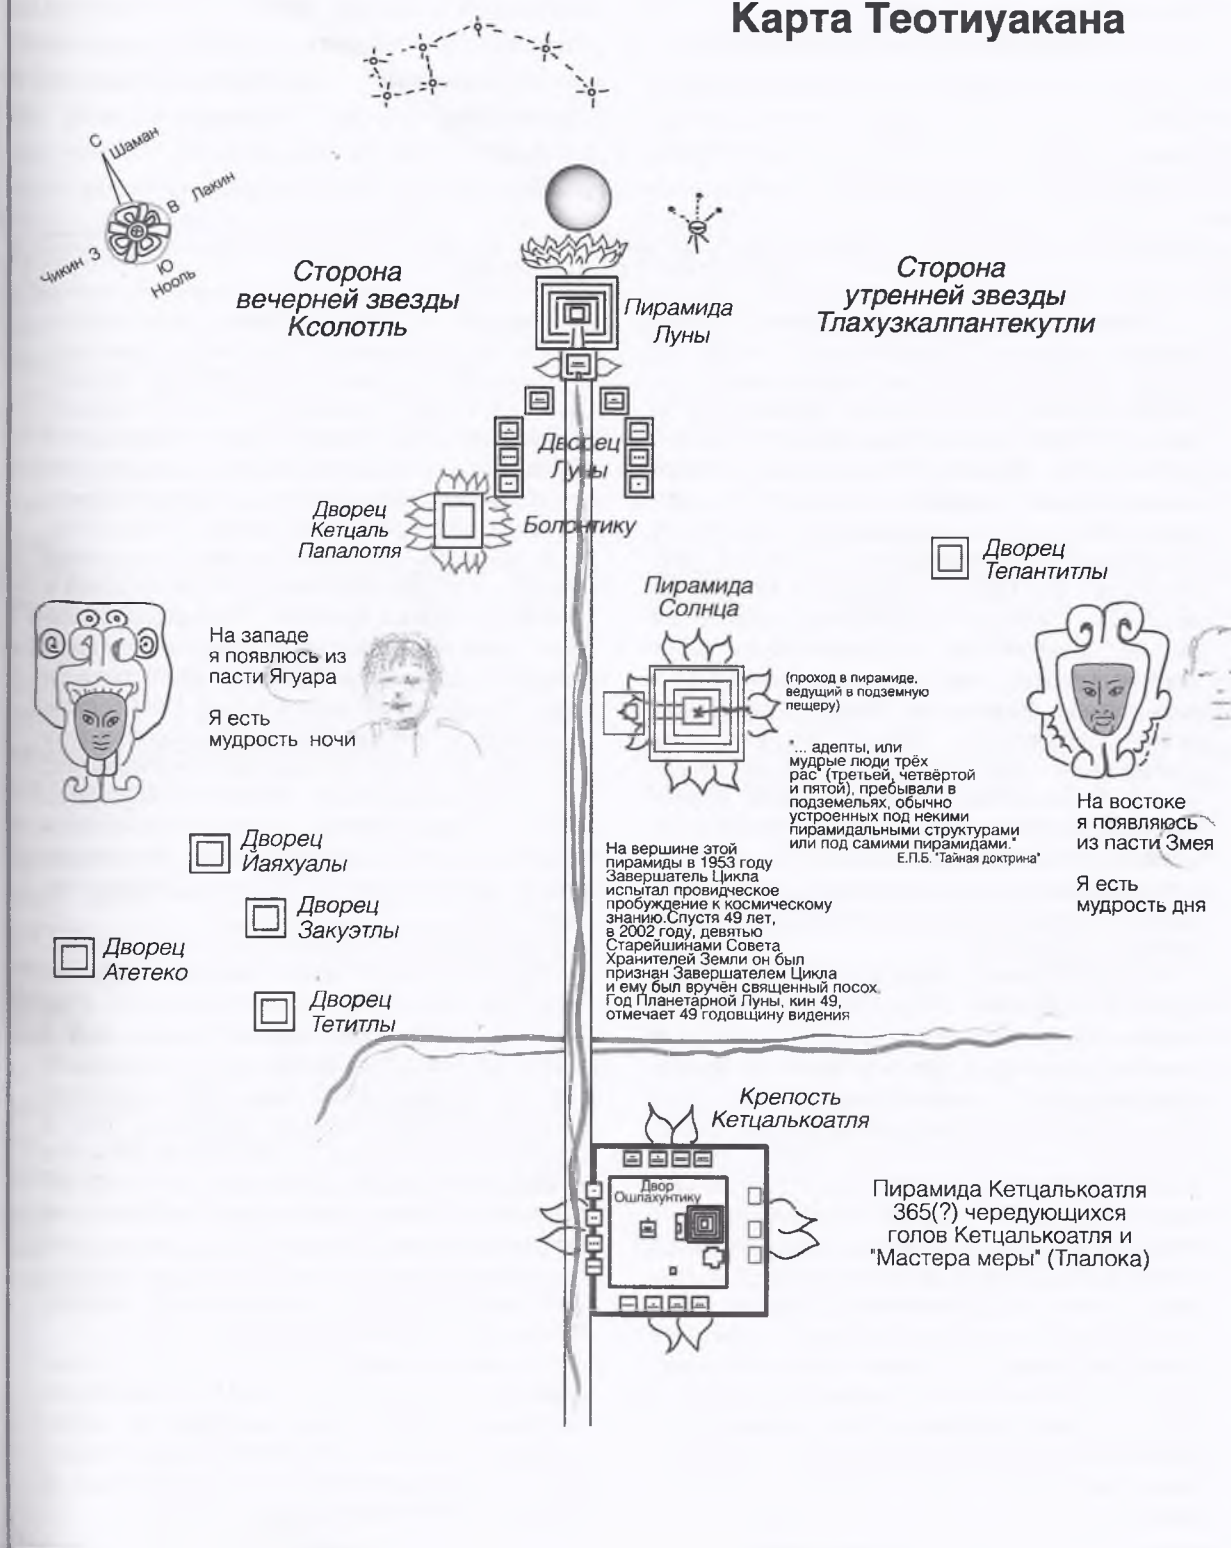 Карта Теотиуакана
С
Шаман
В Лакин
Чикин З
Ю
Нооль
Сторона
вечерней звезды
Ксолотль
Сторона
утренней звезды
Тлахузкалпантекутли
Пирамида
Луны
Дворец
Луны
Дворец
Кетцаль
Папалотля
Болонтику
Дворец
Тепантитлы
Пирамида
Солнца
На западе
я появлюсь из
пасти Ягуара
Я есть
мудрость ночи
(проход в пирамиде,
ведущий в подземную
пещеру)
"... адепты, или
мудрые люди трёх
рас" (третьей, четвёртой
и пятой), пребывали в
подземельях, обычно
устроенных под некими
пирамидальными структурами
или под самими пирамидами."
Е.П.Б. "Тайная доктрина"
На востоке
я появляюсь
из пасти Змея
Я есть
мудрость дня
Дворец
Йаяхуалы
Дворец
Закуэтлы
Дворец
Атетеко
Дворец
Тетитлы
На вершине этой
пирамиды в 1953 году
Завершатель Цикла
испытал провидческое
пробуждение к космическому
знанию.Спустя 49 лет,
в 2002 году, девятью
Старейшинами Совета
Хранителей Земли он был
признан Завершателем Цикла
и ему был вручён священный посох.
Год Планетарной Луны, кин 49,
отмечает 49 годовщину видения
Крепость
Кетцалькоатля
Двор
Ошлахунтику
Пирамида Кетцалькоатля
365(?) чередующихся
голов Кетцалькоатля и
"Мастера меры" (Тлалока)